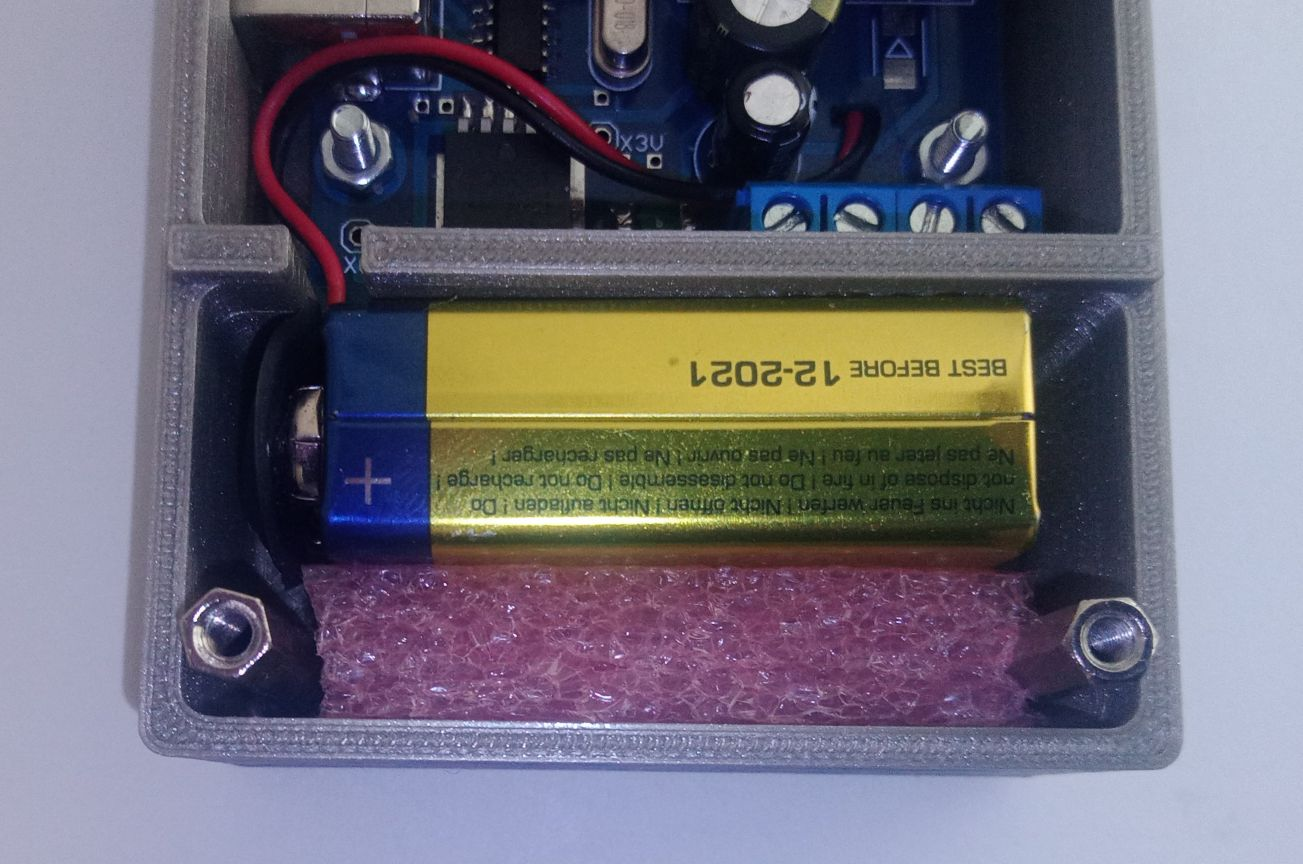 X3V
BEST BEFORE 12-2021
Nicht ins Feuer werfen ! Nicht öffnen ! Nicht aufladen ! Do
not dispose of in fire ! Do not disassemble ! Do not recharge !
Ne pas jeter au feu ! Ne pas ouvrir ! Ne pas recharger !
+